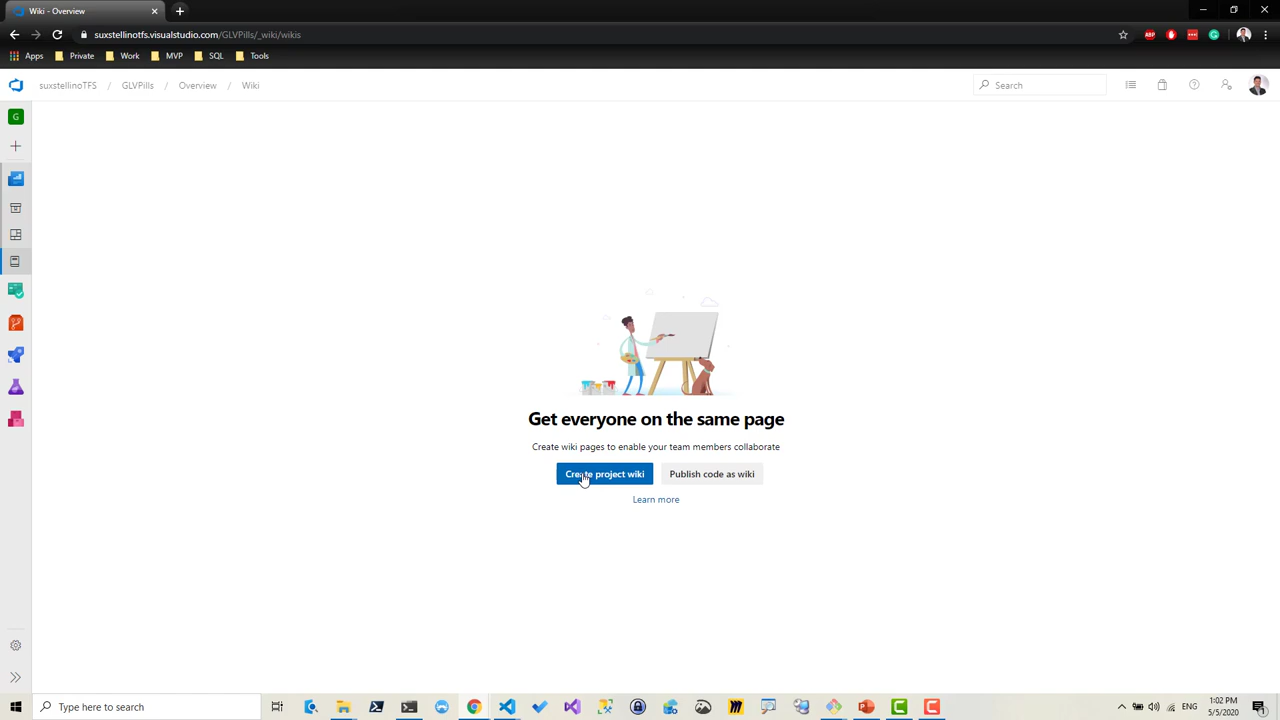 Wiki - Overview
suxstellinotfs.visualstudio.com/GLVPills/_wiki/wikis
ABP
Apps Private Work MVP SQL Tools
suxstellinoTFS / GLVPills / Overview / Wiki
Search
G
Get everyone on the same page
Create wiki pages to enable your team members collaborate
Create project wiki
Publish code as wiki
Learn more
Type here to search
ENG
1:02 PM
5/5/2020